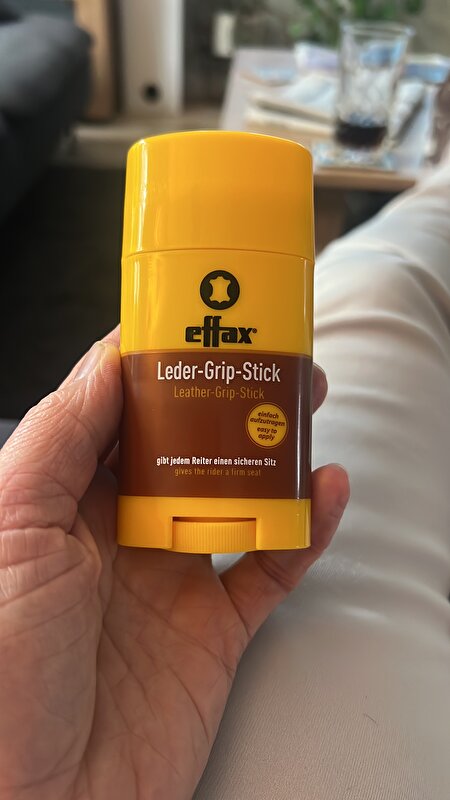 effax®
Leder-Grip-Stick
Leather-Grip-Stick
einfach
aufzutragen
easy to
apply
gibt jedem Reiter einen sicheren Sitz
gives the rider a firm seat